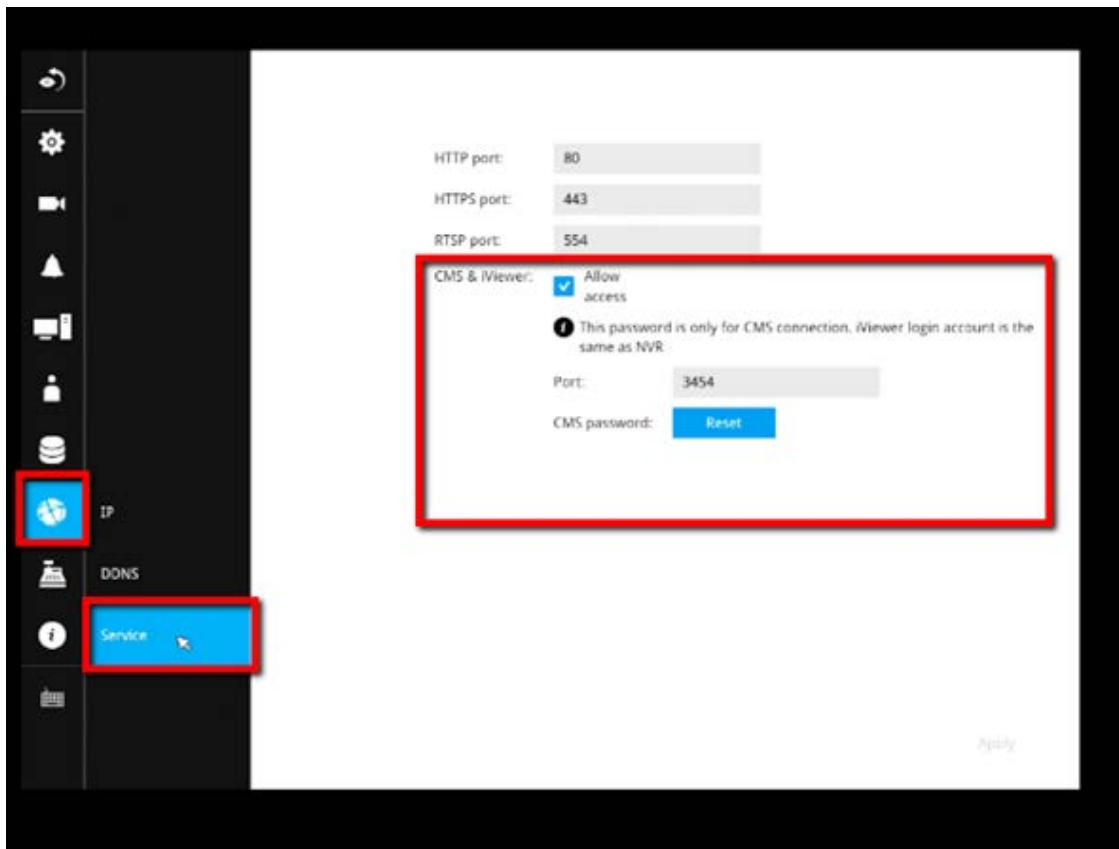 HTTP port: 80
HTTPS port: 443
RTSP port: 554
CMS & iViewer: Allow
access
i This password is only for CMS connection. iViewer login account is the
same as NVR
Port: 3454
CMS password: Reset
IP
DDNS
i Service
Apply